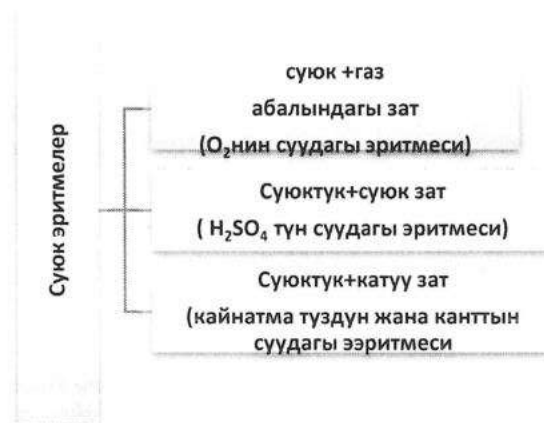 Суюк эритмелер
суюк +газ
абалындагы зат
(O₂нин суудагы эритмеси)
Суюктук+суюк зат
( H₂SO₄ түн суудагы эритмеси)
Суюктук+катуу зат
(кайнатма туздун жана канттын
суудагы ээритмеси